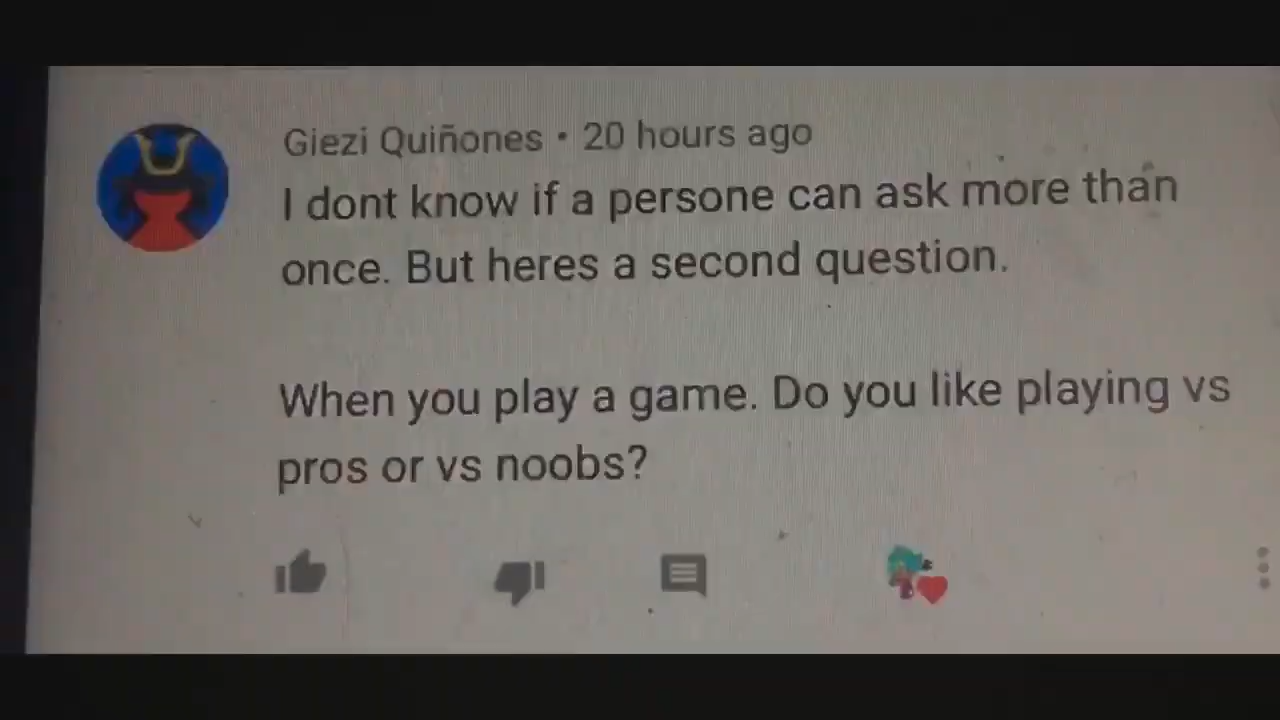 Giezi Quiñones • 20 hours ago
I dont know if a persone can ask more than
once. But heres a second question.
When you play a game. Do you like playing vs
pros or vs noobs?